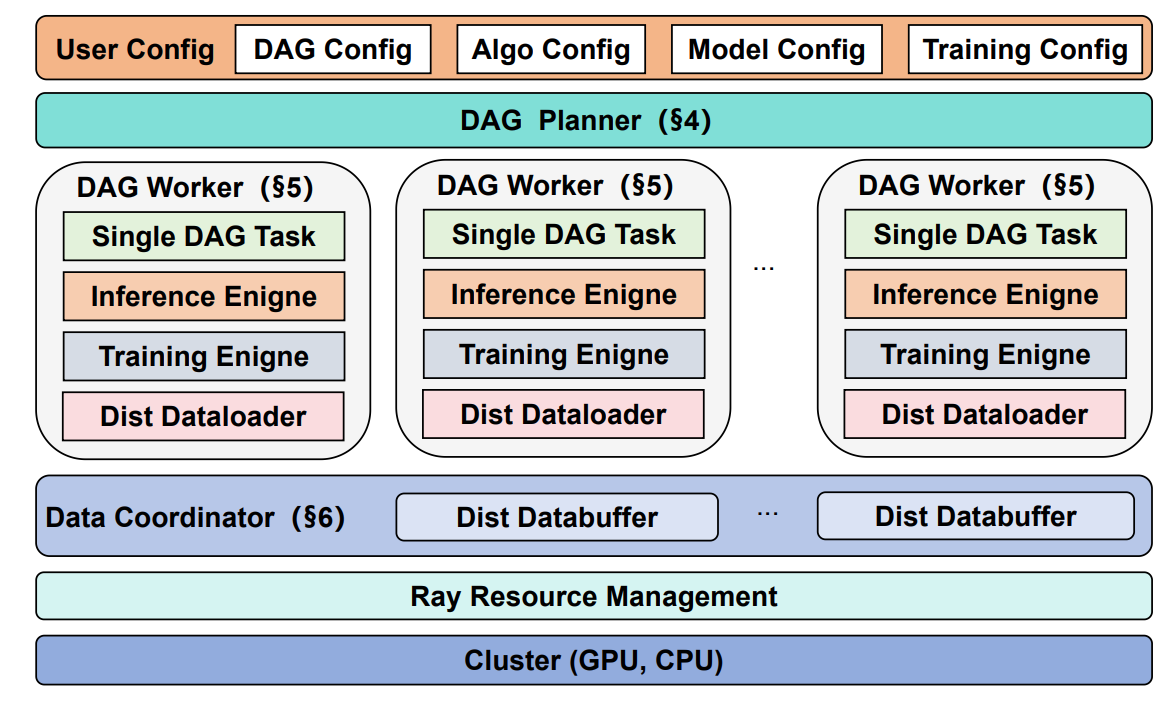 User Config DAG Config Algo Config Model Config Training Config
DAG Planner (§4)
DAG Worker (§5)
Single DAG Task
Inference Enigne
Training Enigne
Dist Dataloader
DAG Worker (§5)
Single DAG Task
Inference Enigne
Training Enigne
Dist Dataloader
...
DAG Worker (§5)
Single DAG Task
Inference Enigne
Training Enigne
Dist Dataloader
Data Coordinator (§6) Dist Databuffer ... Dist Databuffer
Ray Resource Management
Cluster (GPU, CPU)